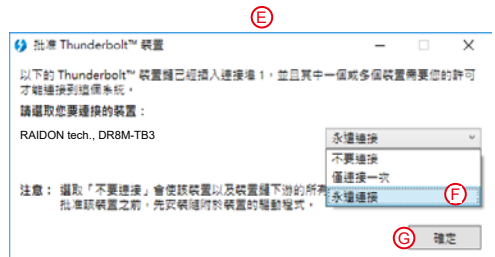 E
批准 Thunderbolt™ 裝置
以下的 Thunderbolt™ 裝置鏈已經插入連接埠 1，並且其中一個或多個裝置需要您的許可
才能連接到這個系統。
請選取您要連接的裝置：
RAIDON tech., DR8M-TB3
永遠連接
不要連接
僅連接一次
永遠連接
F
注意： 選取「不要連接」會使該裝置以及裝置鏈下游的所有
批准該裝置之前，先安裝隨附於裝置的驅動程式。
G
確定